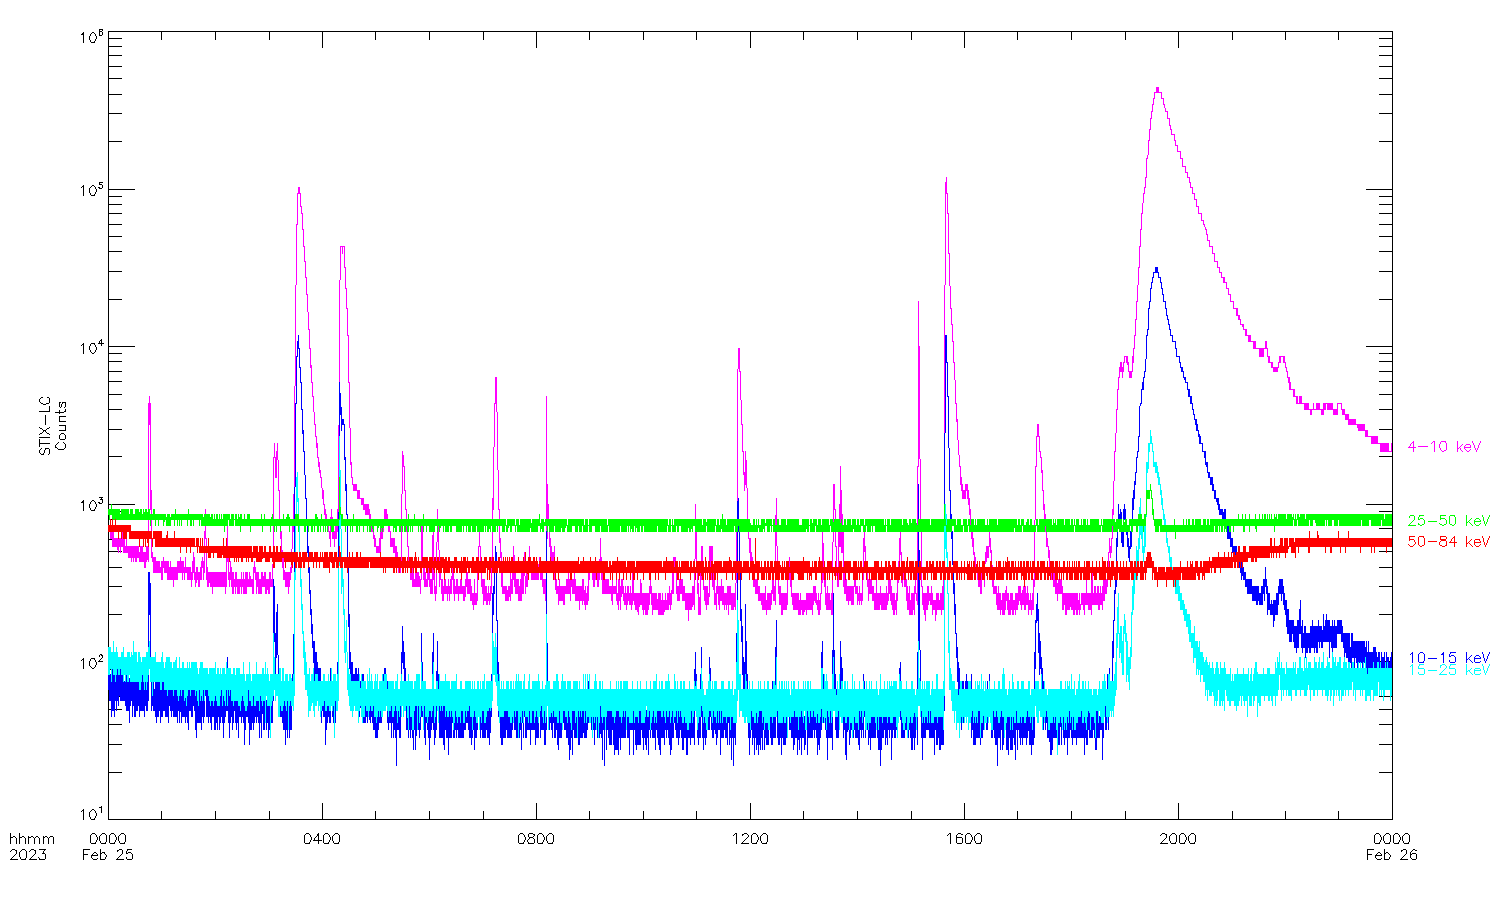 10^6
10^5
10^4
10^3
10^2
10^1
STIX-LC
Counts
4-10 keV
25-50 keV
50-84 keV
10-15 keV
15-25 keV
hhmm 0000 0400 0800 1200 1600 2000 0000
2023 Feb 25 Feb 26